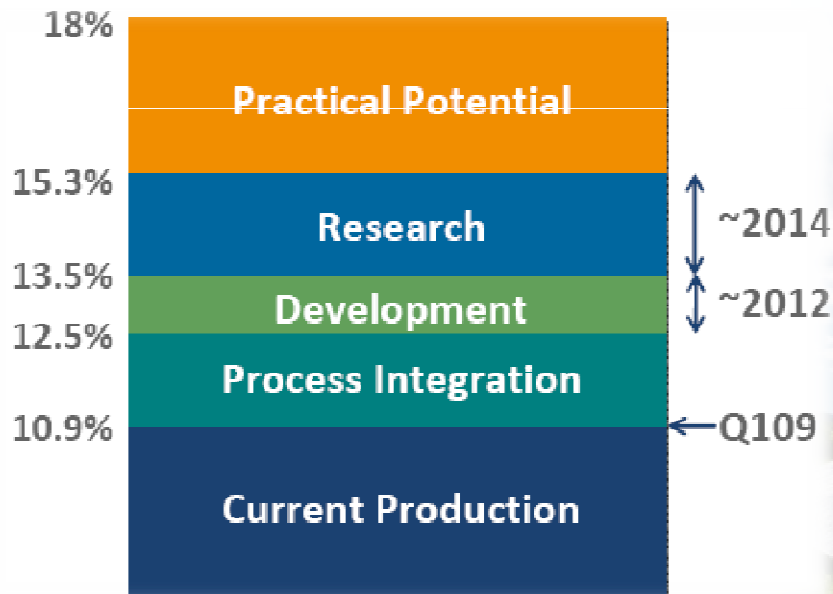 18%
Practical Potential
15.3%
Research
~2014
13.5%
Development
~2012
12.5%
Process Integration
10.9%
Q109
Current Production